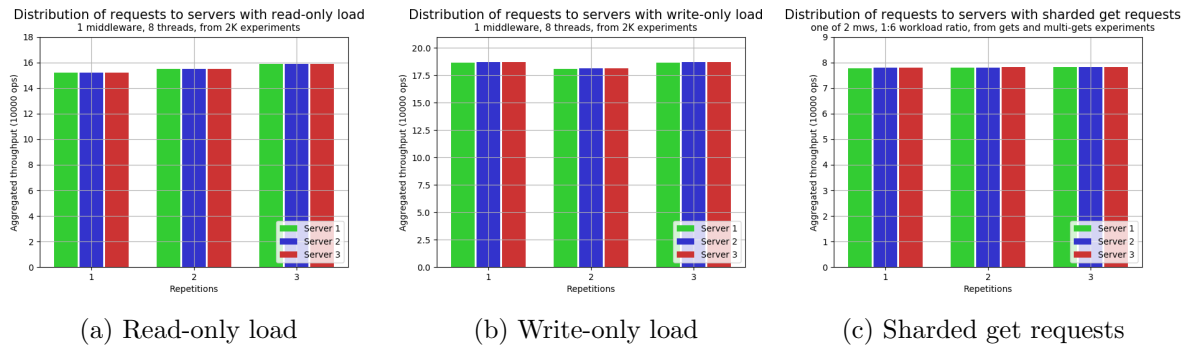 Distribution of requests to servers with read-only load
1 middleware, 8 threads, from 2K experiments
Aggregated throughput (10000 ops)
18
16
14
12
10
8
6
4
2
0
Server 1
Server 2
Server 3
1 2 3
Repetitions
(a) Read-only load
Distribution of requests to servers with write-only load
1 middleware, 8 threads, from 2K experiments
Aggregated throughput (10000 ops)
20.0
17.5
15.0
12.5
10.0
7.5
5.0
2.5
0.0
Server 1
Server 2
Server 3
1 2 3
Repetitions
(b) Write-only load
Distribution of requests to servers with sharded get requests
one of 2 mws, 1:6 workload ratio, from gets and multi-gets experiments
Aggregated throughput (10000 ops)
9
8
7
6
5
4
3
2
1
0
Server 1
Server 2
Server 3
1 2 3
Repetitions
(c) Sharded get requests